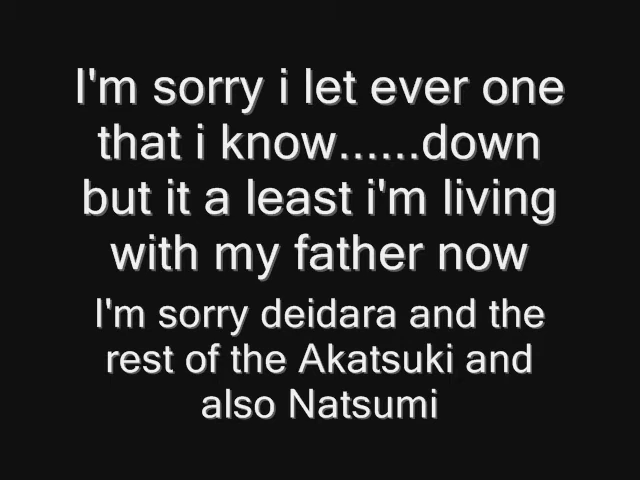 I'm sorry i let ever one
that i know......down
but it a least i'm living
with my father now
I'm sorry deidara and the
rest of the Akatsuki and
also Natsumi